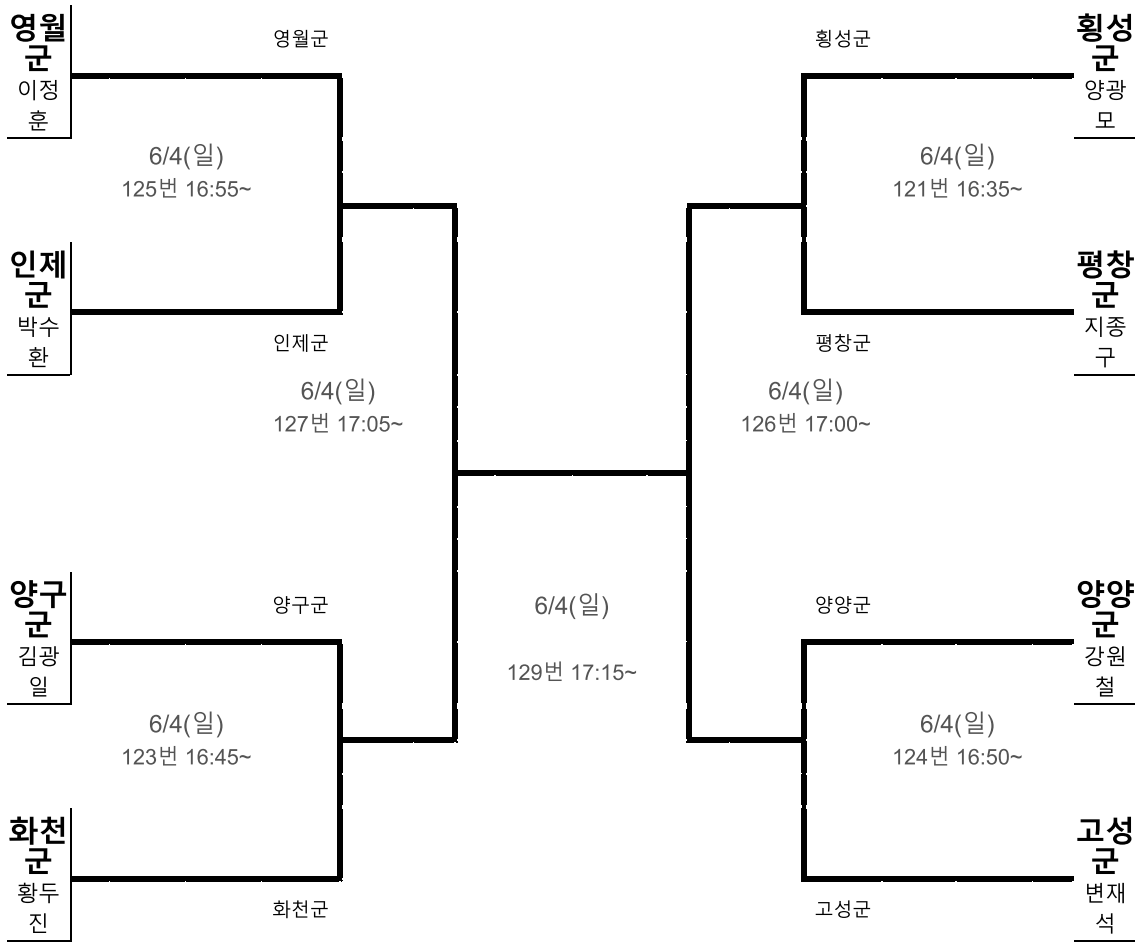 영월
군
이정
훈
영월군
횡성군
횡성
군
양광
모
6/4(일)
125번 16:55~
6/4(일)
121번 16:35~
인제
군
박수
환
인제군
평창군
평창
군
지종
구
6/4(일)
127번 17:05~
6/4(일)
126번 17:00~
양구
군
김광
일
양구군
양양군
양양
군
강원
철
6/4(일)
129번 17:15~
6/4(일)
123번 16:45~
6/4(일)
124번 16:50~
화천
군
황두
진
화천군
고성군
고성
군
변재
석